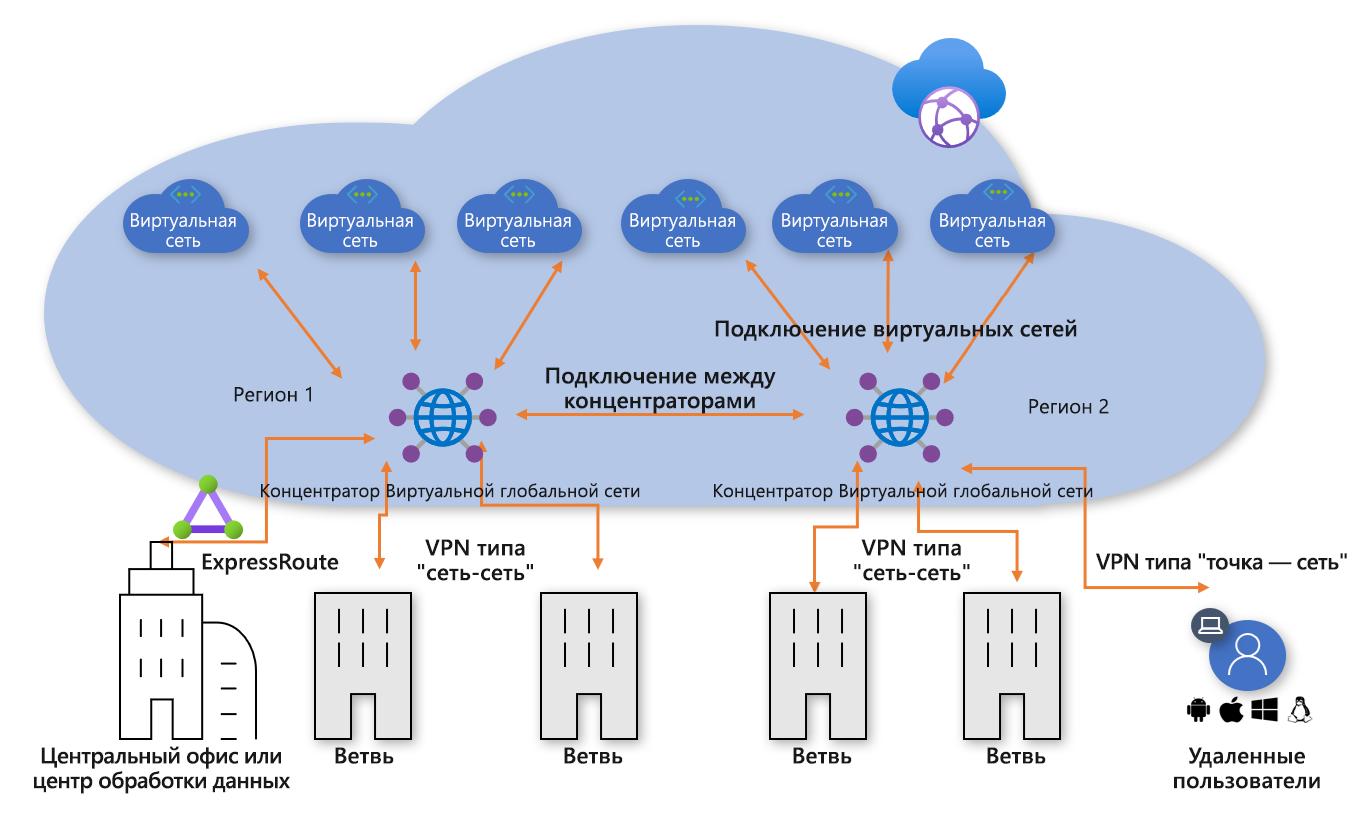 Виртуальная
сеть
Виртуальная
сеть
Виртуальная
сеть
Виртуальная
сеть
Виртуальная
сеть
Виртуальная
сеть
Подключение виртуальных сетей
Подключение между
концентраторами
Регион 1
Регион 2
Концентратор Виртуальной глобальной сети
Концентратор Виртуальной глобальной сети
ExpressRoute
VPN типа
"сеть-сеть"
VPN типа
"сеть-сеть"
VPN типа "точка — сеть"
Центральный офис или
центр обработки данных
Ветвь
Ветвь
Ветвь
Ветвь
Удаленные
пользователи